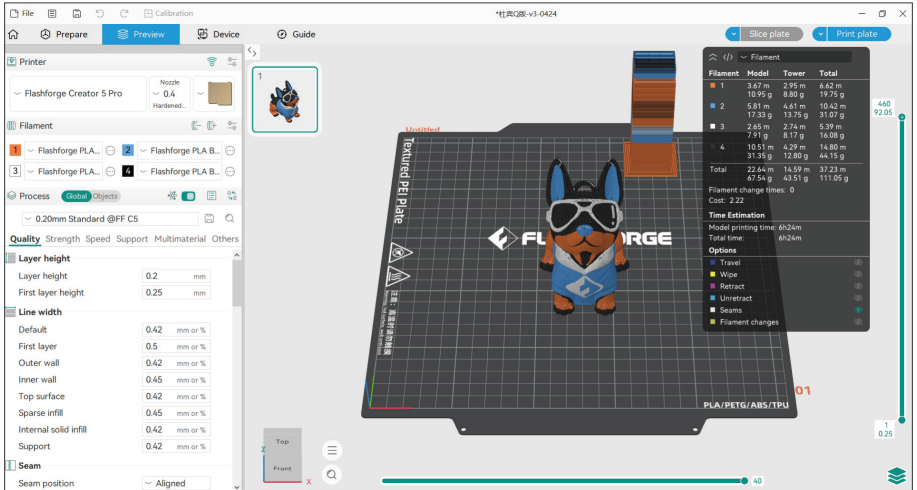 File
Calibration
*杜宾Q版-v3-0424
Prepare
Preview
Device
Guide
Slice plate
Print plate
Printer
Flashforge Creator 5 Pro
Nozzle
0.4
Hardened...
Filament
1 Flashforge PLA...
2 Flashforge PLA B...
3 Flashforge PLA...
4 Flashforge PLA B...
Process Global Objects
0.20mm Standard @FF C5
Quality Strength Speed Support Multimaterial Others
Layer height
Layer height 0.2 mm
First layer height 0.25 mm
Line width
Default 0.42 mm or %
First layer 0.5 mm or %
Outer wall 0.42 mm or %
Inner wall 0.45 mm or %
Top surface 0.42 mm or %
Sparse infill 0.45 mm or %
Internal solid infill 0.42 mm or %
Support 0.42 mm or %
Seam
Seam position Aligned
1
Untitled
Textured PEI Plate
FL
RGE
注意：高温时请勿触摸
01
PLA/PETG/ABS/TPU
Filament
Filament Model Tower Total
1 3.67 m 2.95 m 6.62 m
10.95 g 8.80 g 19.75 g
2 5.81 m 4.61 m 10.42 m
17.33 g 13.75 g 31.07 g
3 2.65 m 2.74 m 5.39 m
7.91 g 8.17 g 16.08 g
4 10.51 m 4.29 m 14.80 m
31.35 g 12.80 g 44.15 g
Total 22.64 m 14.59 m 37.23 m
67.54 g 43.51 g 111.05 g
Filament change times: 0
Cost: 2.22
Time Estimation
Model printing time: 6h24m
Total time: 6h24m
Options
Travel
Wipe
Retract
Unretract
Seams
Filament changes
460
92.05
1
0.25
Top
Front
Z
X
40